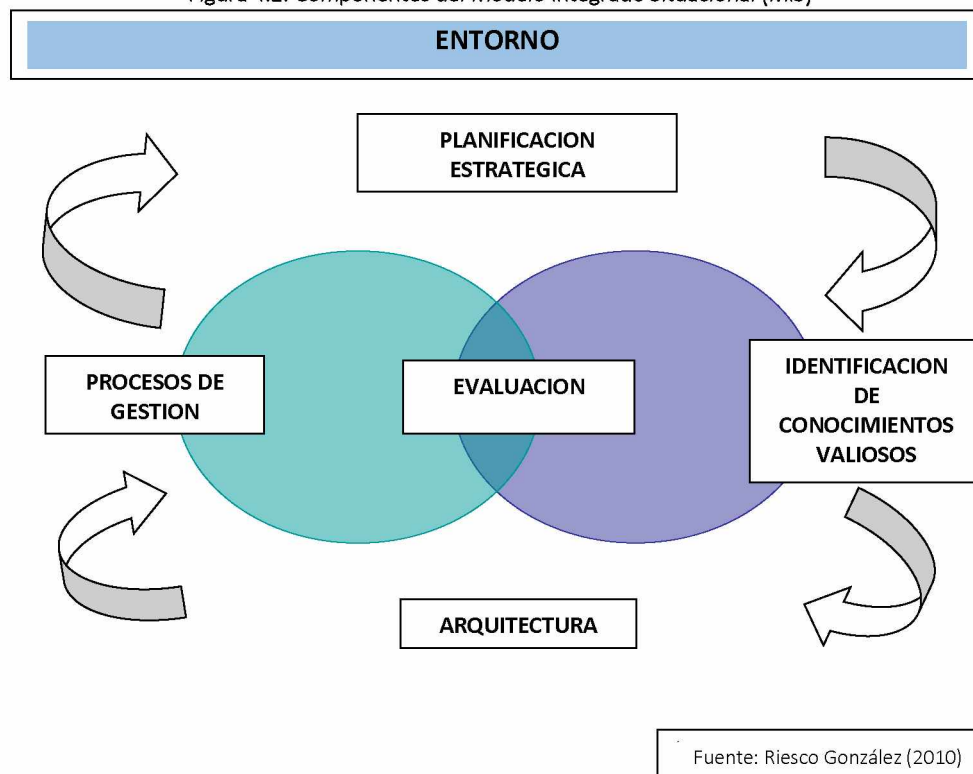 ENTORNO
PLANIFICACION
ESTRATEGICA
PROCESOS DE
GESTION
EVALUACION
IDENTIFICACION
DE
CONOCIMIENTOS
VALIOSOS
ARQUITECTURA
Fuente: Riesco González (2010)